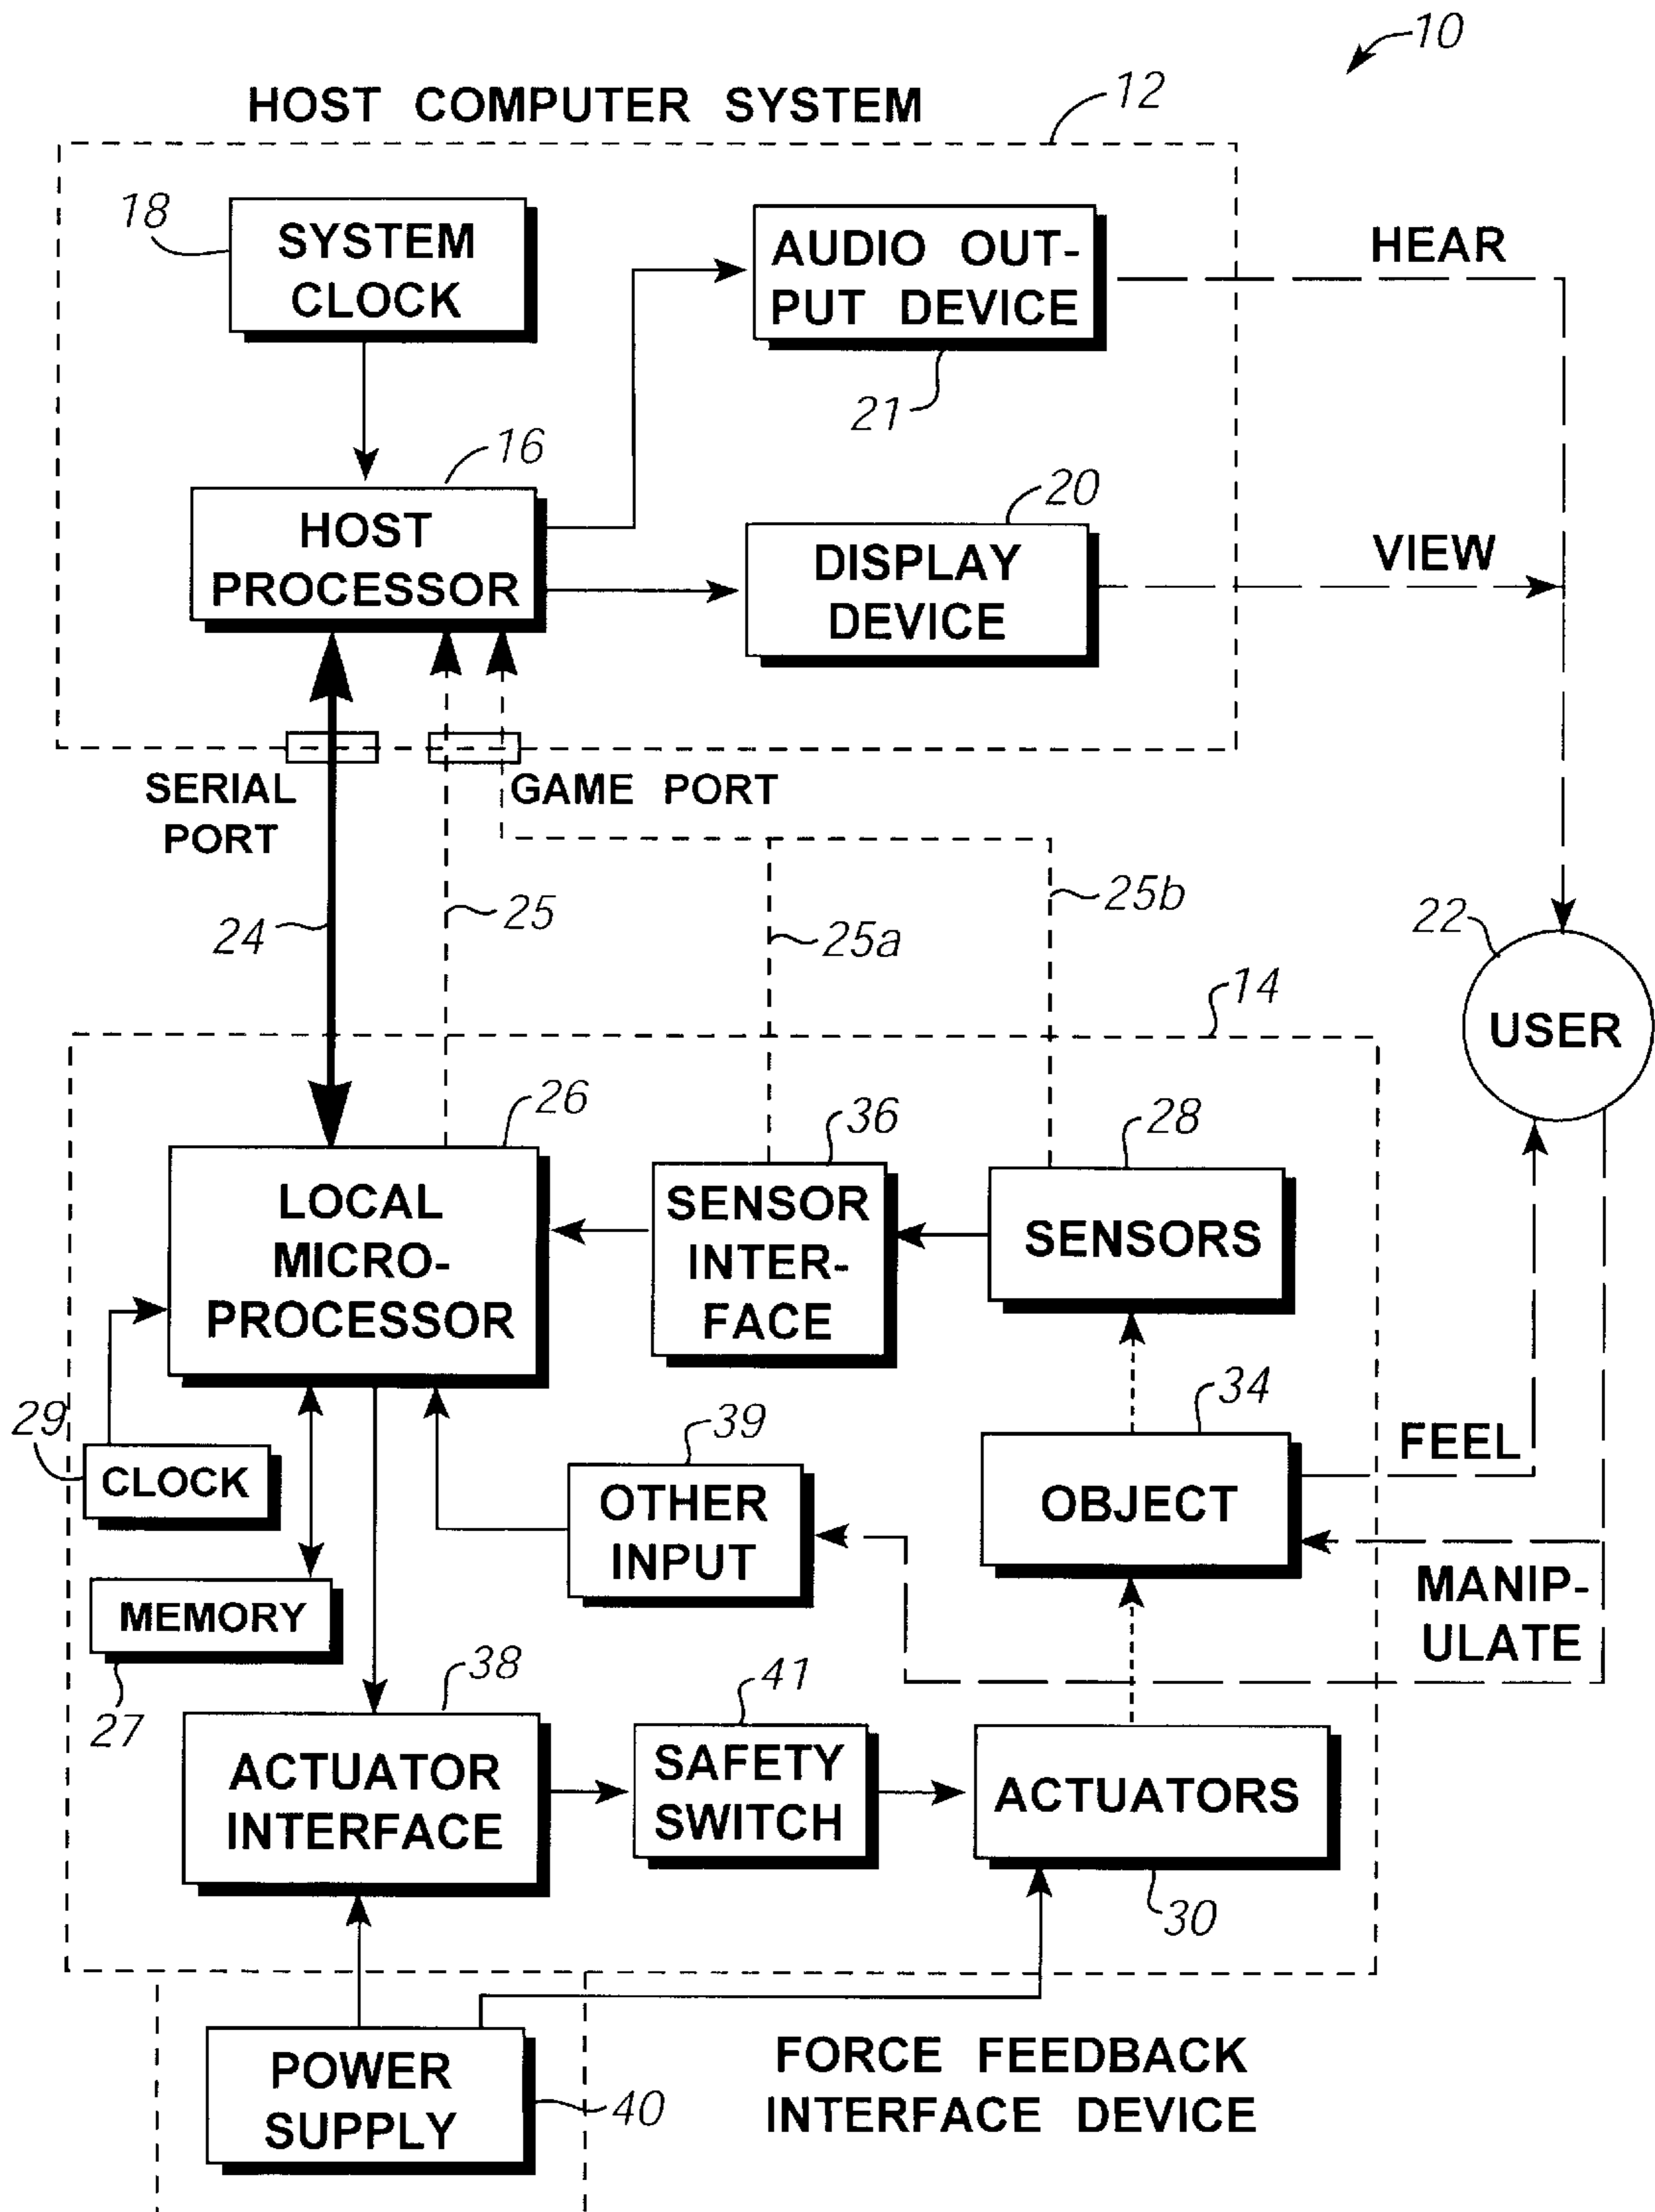 10
HOST COMPUTER SYSTEM
12
18
SYSTEM
CLOCK
AUDIO OUT-
PUT DEVICE
21
HEAR
16
HOST
PROCESSOR
20
DISPLAY
DEVICE
VIEW
SERIAL
PORT
GAME PORT
24
25
25a
25b
22
USER
14
26
LOCAL
MICRO-
PROCESSOR
36
SENSOR
INTER-
FACE
28
SENSORS
29
CLOCK
39
OTHER
INPUT
34
OBJECT
FEEL
MANIP-
ULATE
MEMORY
27
38
ACTUATOR
INTERFACE
41
SAFETY
SWITCH
ACTUATORS
30
POWER
SUPPLY
40
FORCE FEEDBACK
INTERFACE DEVICE